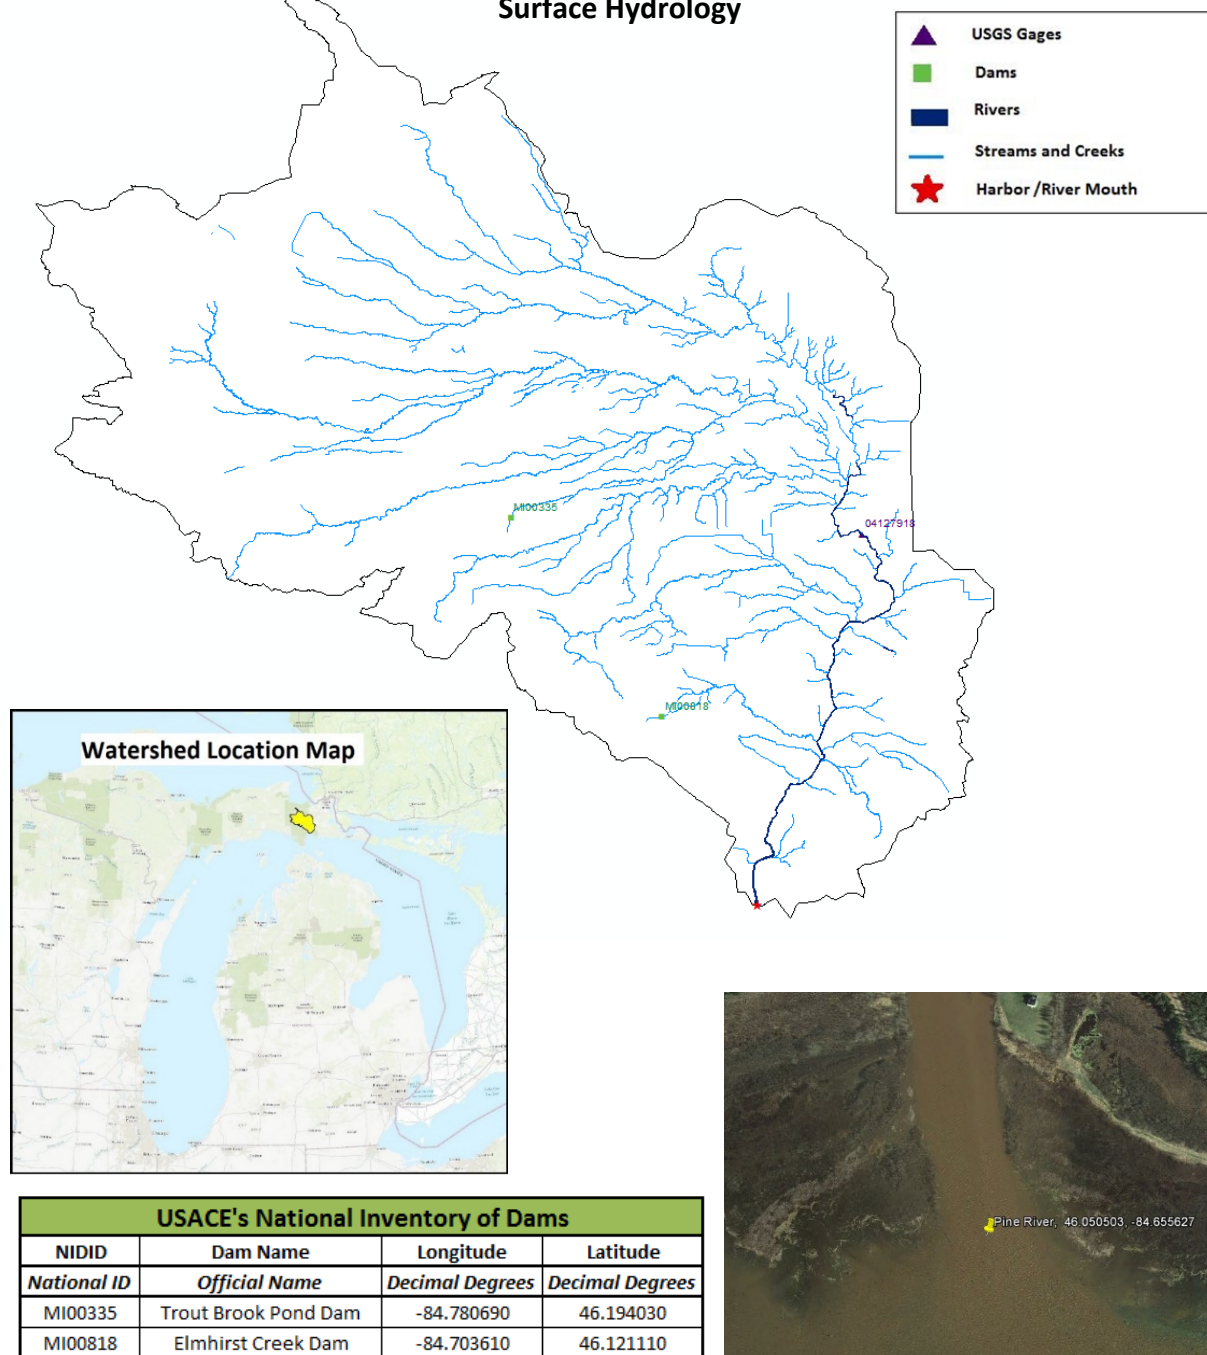 Surface Hydrology
USGS Gages
Dams
Rivers
Streams and Creeks
Harbor /River Mouth
MI00335
04127918
MI00818
Watershed Location Map
Pine River, 46.050503, -84.655627
USACE's National Inventory of Dams
NIDID Dam Name Longitude Latitude
National ID Official Name Decimal Degrees Decimal Degrees
MI00335 Trout Brook Pond Dam -84.780690 46.194030
MI00818 Elmhirst Creek Dam -84.703610 46.121110